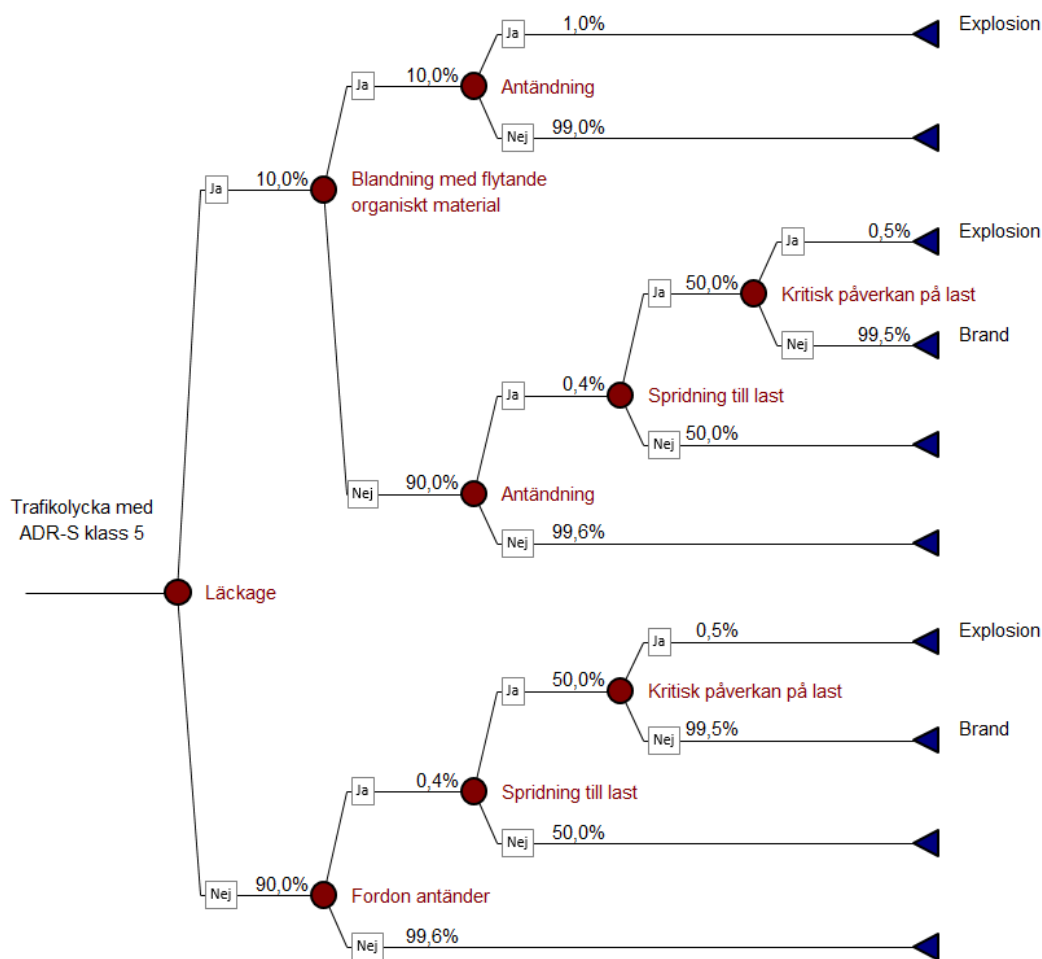 Ja 1,0% Explosion
Ja 10,0% Antändning
Nej 99,0%
Ja 10,0% Blandning med flytande
organiskt material
Ja 0,5% Explosion
Ja 50,0% Kritisk påverkan på last
Nej 99,5% Brand
Ja 0,4% Spridning till last
Nej 50,0%
Nej 90,0% Antändning
Nej 99,6%
Trafikolycka med
ADR-S klass 5
Läckage
Ja 0,5% Explosion
Ja 50,0% Kritisk påverkan på last
Nej 99,5% Brand
Ja 0,4% Spridning till last
Nej 50,0%
Nej 90,0% Fordon antänder
Nej 99,6%